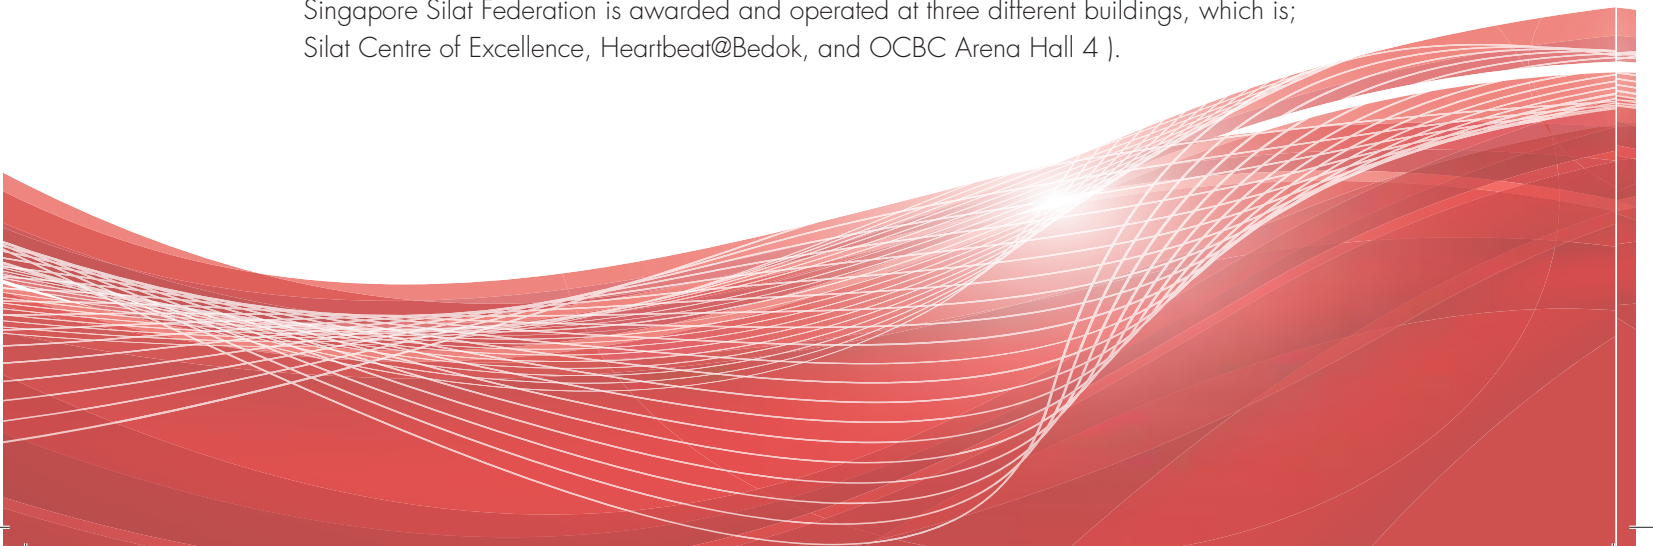 Singapore Silat Federation is awarded and operated at three different buildings, which is;
Silat Centre of Excellence, Heartbeat@Bedok, and OCBC Arena Hall 4 ).